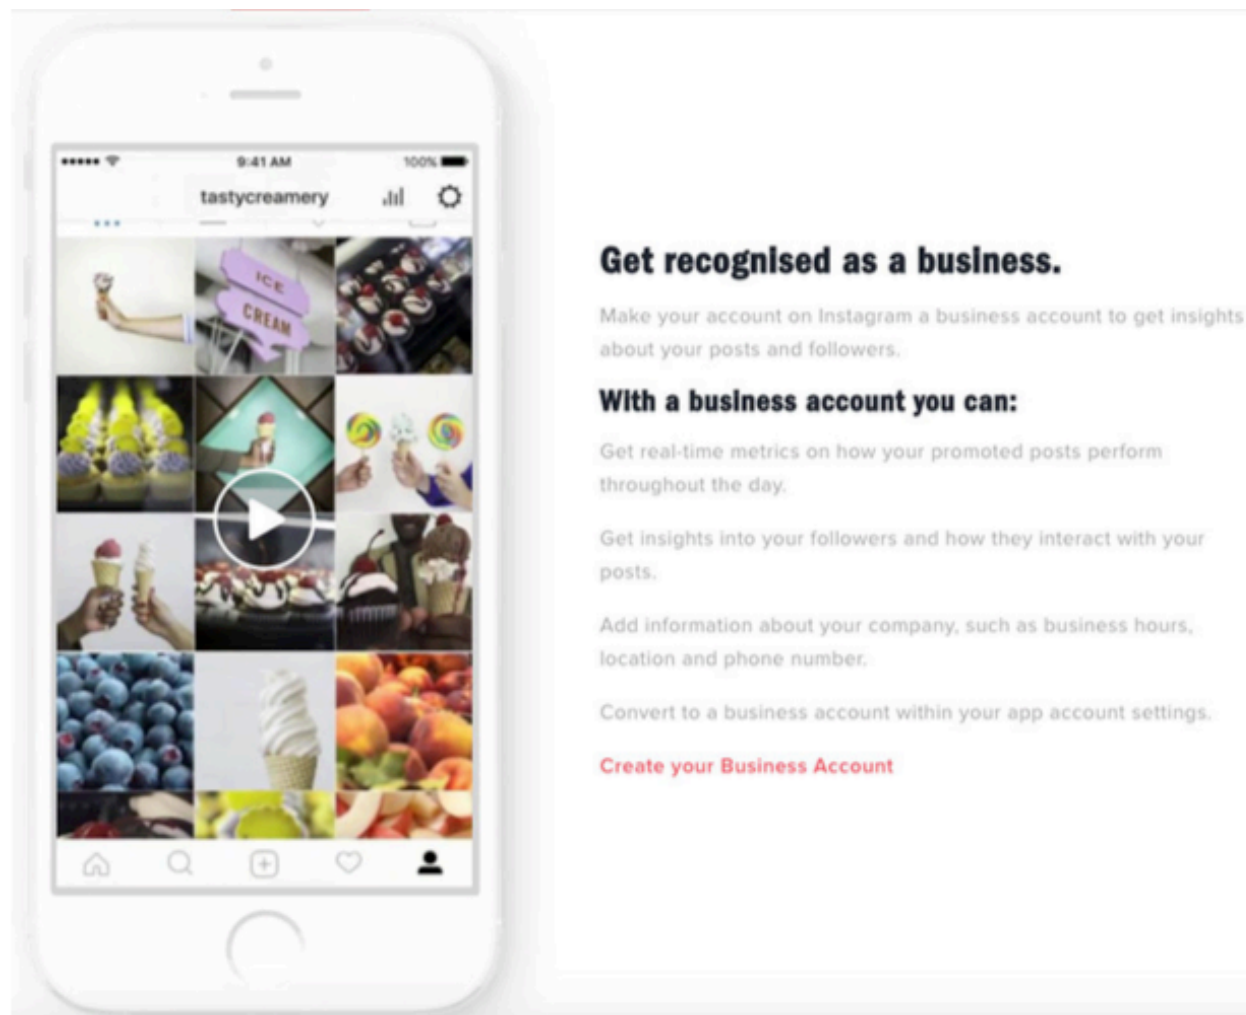 9:41 AM
100%
tastycreamery
ICE
CREAM
Get recognised as a business.
Make your account on Instagram a business account to get insights
about your posts and followers.
With a business account you can:
Get real-time metrics on how your promoted posts perform
throughout the day.
Get insights into your followers and how they interact with your
posts.
Add information about your company, such as business hours,
location and phone number.
Convert to a business account within your app account settings.
Create your Business Account